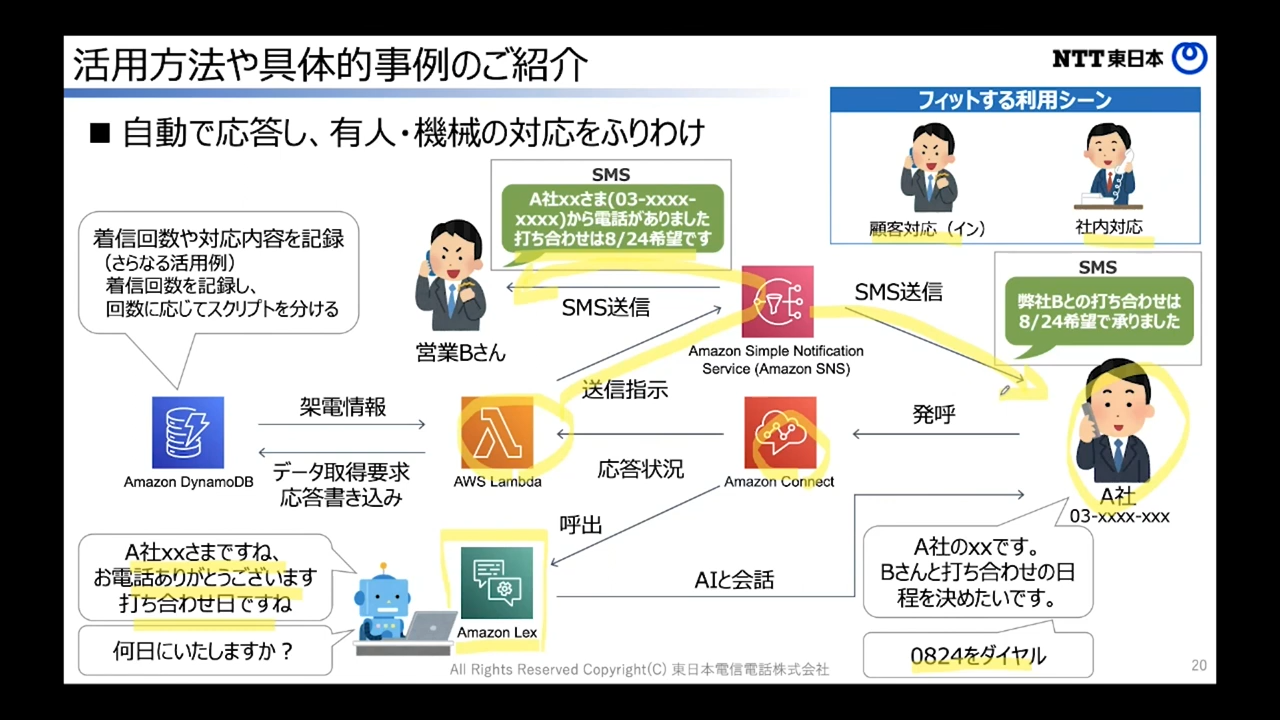 活用方法や具体的事例のご紹介
NTT東日本
■ 自動で応答し、有人・機械の対応をふりわけ
フィットする利用シーン
顧客対応（イン）
社内対応
SMS
A社xxさま(03-xxxx-
xxxx)から電話がありました
打ち合わせは8/24希望です
着信回数や対応内容を記録
（さらなる活用例）
着信回数を記録し、
回数に応じてスクリプトを分ける
営業Bさん
SMS送信
SMS送信
SMS
弊社Bとの打ち合わせは
8/24希望で承りました
Amazon Simple Notification
Service (Amazon SNS)
送信指示
架電情報
データ取得要求
応答書き込み
Amazon DynamoDB
AWS Lambda
応答状況
Amazon Connect
発呼
A社
03-xxxx-xxx
呼出
AIと会話
A社xxさまですね、
お電話ありがとうございます
打ち合わせ日ですね
何日にいたしますか？
Amazon Lex
A社のxxです。
Bさんと打ち合わせの日
程を決めたいです。
0824をダイヤル
All Rights Reserved Copyright(C) 東日本電信電話株式会社
20